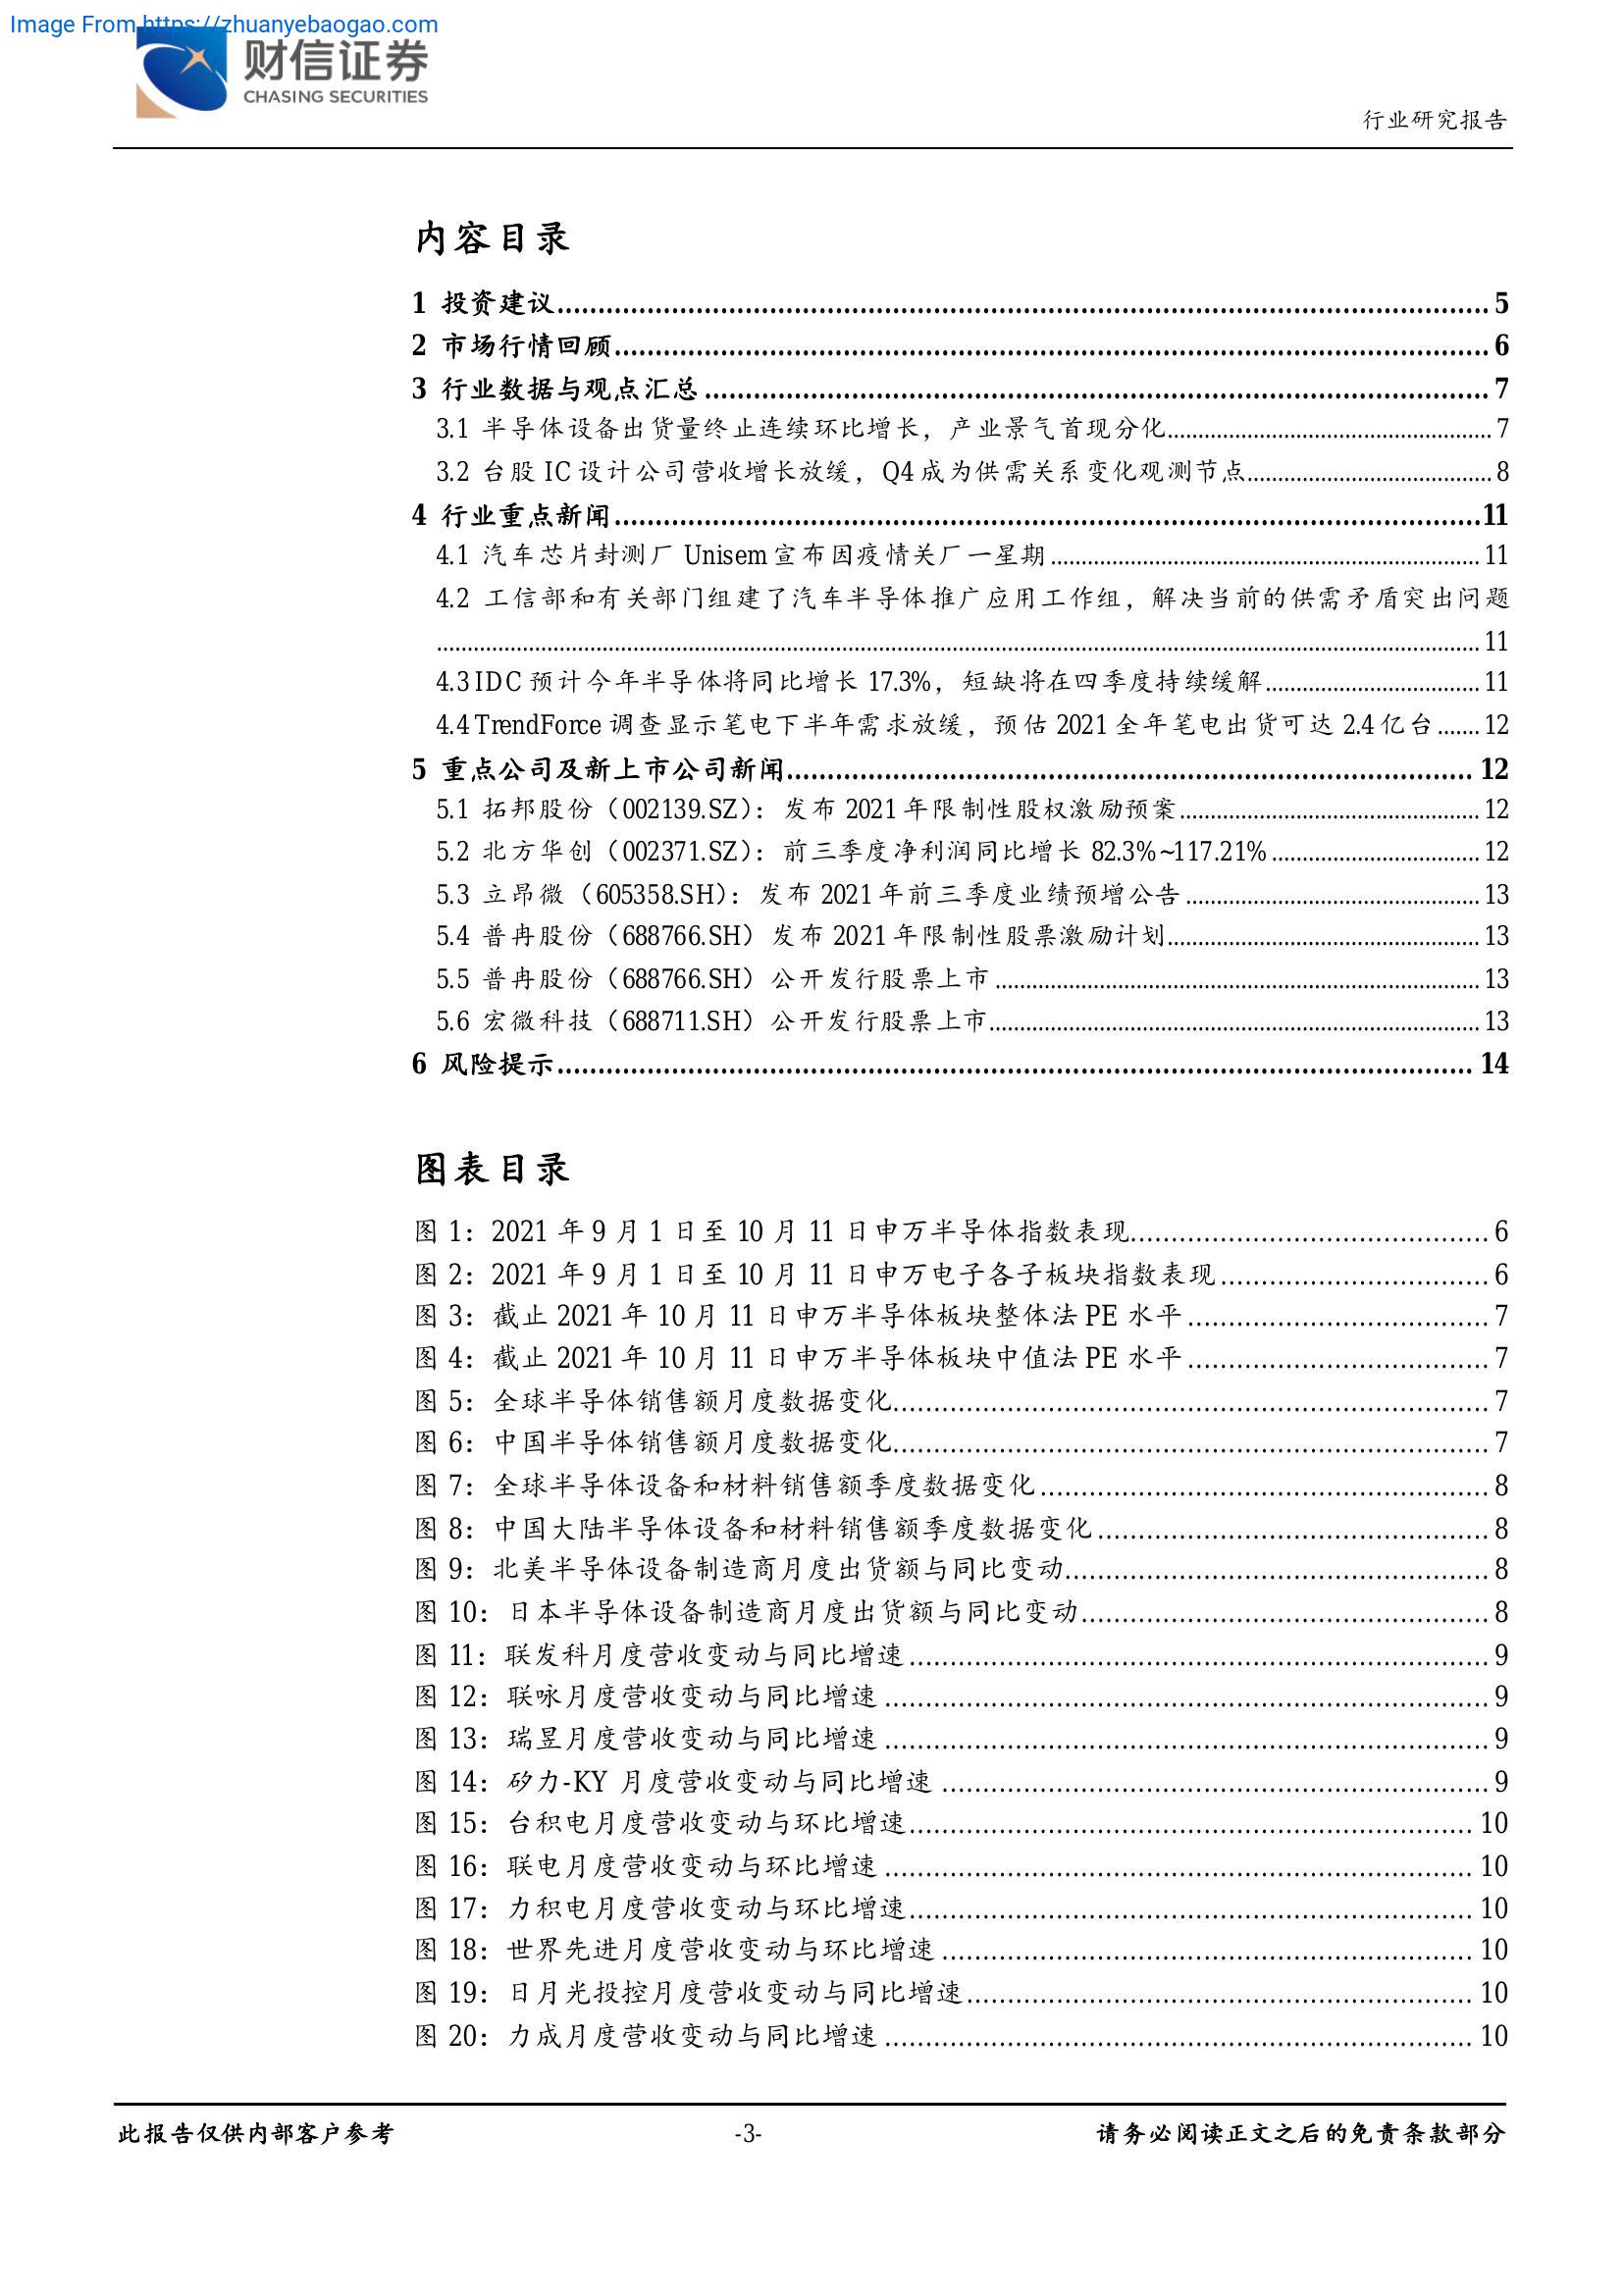 Image From https://zhuanyebaogao.com
财信证券
CHASING SECURITIES
行业研究报告
内容目录
1 投资建议........................................ 5
2 市场行情回顾........................................ 6
3 行业数据与观点汇总........................................ 7
3.1 半导体设备出货量终止连续环比增长，产业景气首现分化........................................ 7
3.2 台股 IC 设计公司营收增长放缓，Q4 成为供需关系变化观测节点........................................ 8
4 行业重点新闻........................................ 11
4.1 汽车芯片封测厂 Unisem 宣布因疫情关厂一星期........................................ 11
4.2 工信部和有关部门组建了汽车半导体推广应用工作组，解决当前的供需矛盾突出问题
........................................ 11
4.3 IDC 预计今年半导体将同比增长 17.3%，短缺将在四季度持续缓解........................................ 11
4.4 TrendForce 调查显示笔电下半年需求放缓，预估 2021 全年笔电出货可达 2.4 亿台....... 12
5 重点公司及新上市公司新闻........................................ 12
5.1 拓邦股份（002139.SZ）：发布 2021 年限制性股权激励预案........................................ 12
5.2 北方华创（002371.SZ）：前三季度净利润同比增长 82.3%~117.21%........................................ 12
5.3 立昂微（605358.SH）：发布 2021 年前三季度业绩预增公告........................................ 13
5.4 普冉股份（688766.SH）发布 2021 年限制性股票激励计划........................................ 13
5.5 普冉股份（688766.SH）公开发行股票上市........................................ 13
5.6 宏微科技（688711.SH）公开发行股票上市........................................ 13
6 风险提示........................................ 14
图表目录
图 1：2021 年 9 月 1 日至 10 月 11 日申万半导体指数表现........................................ 6
图 2：2021 年 9 月 1 日至 10 月 11 日申万电子各子板块指数表现........................................ 6
图 3：截止 2021 年 10 月 11 日申万半导体板块整体法 PE 水平........................................ 7
图 4：截止 2021 年 10 月 11 日申万半导体板块中值法 PE 水平........................................ 7
图 5：全球半导体销售额月度数据变化........................................ 7
图 6：中国半导体销售额月度数据变化........................................ 7
图 7：全球半导体设备和材料销售额季度数据变化........................................ 8
图 8：中国大陆半导体设备和材料销售额季度数据变化........................................ 8
图 9：北美半导体设备制造商月度出货额与同比变动........................................ 8
图 10：日本半导体设备制造商月度出货额与同比变动........................................ 8
图 11：联发科月度营收变动与同比增速........................................ 9
图 12：联咏月度营收变动与同比增速........................................ 9
图 13：瑞昱月度营收变动与同比增速........................................ 9
图 14：矽力-KY 月度营收变动与同比增速........................................ 9
图 15：台积电月度营收变动与环比增速........................................ 10
图 16：联电月度营收变动与环比增速........................................ 10
图 17：力积电月度营收变动与环比增速........................................ 10
图 18：世界先进月度营收变动与环比增速........................................ 10
图 19：日月光投控月度营收变动与同比增速........................................ 10
图 20：力成月度营收变动与同比增速........................................ 10
此报告仅供内部客户参考
-3-
请务必阅读正文之后的免责条款部分